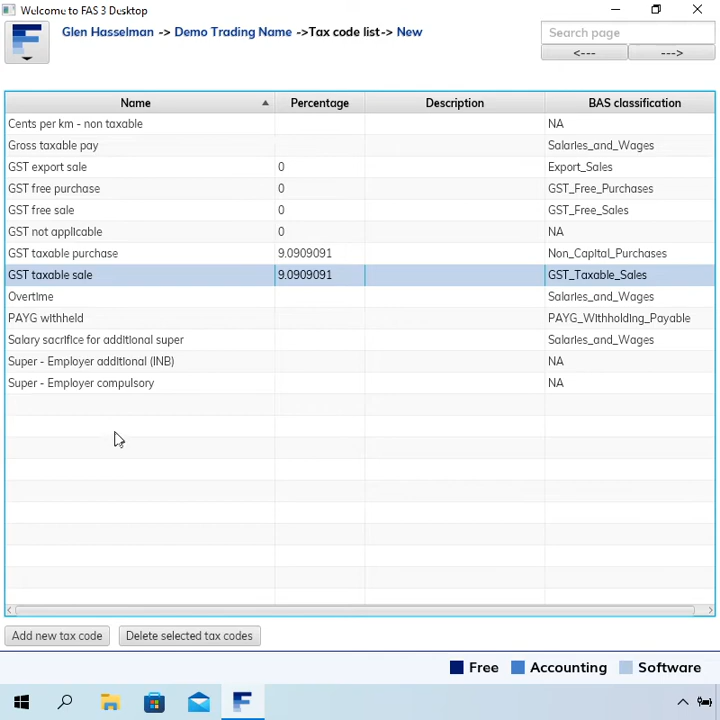 Welcome to FAS 3 Desktop
Glen Hasselman -> Demo Trading Name ->Tax code list-> New
Search page
<---
--->
Name Percentage Description BAS classification
Cents per km - non taxable NA
Gross taxable pay Salaries_and_Wages
GST export sale 0 Export_Sales
GST free purchase 0 GST_Free_Purchases
GST free sale 0 GST_Free_Sales
GST not applicable 0 NA
GST taxable purchase 9.0909091 Non_Capital_Purchases
GST taxable sale 9.0909091 GST_Taxable_Sales
Overtime Salaries_and_Wages
PAYG withheld PAYG_Withholding_Payable
Salary sacrifice for additional super Salaries_and_Wages
Super - Employer additional (INB) NA
Super - Employer compulsory NA
Add new tax code Delete selected tax codes
Free Accounting Software